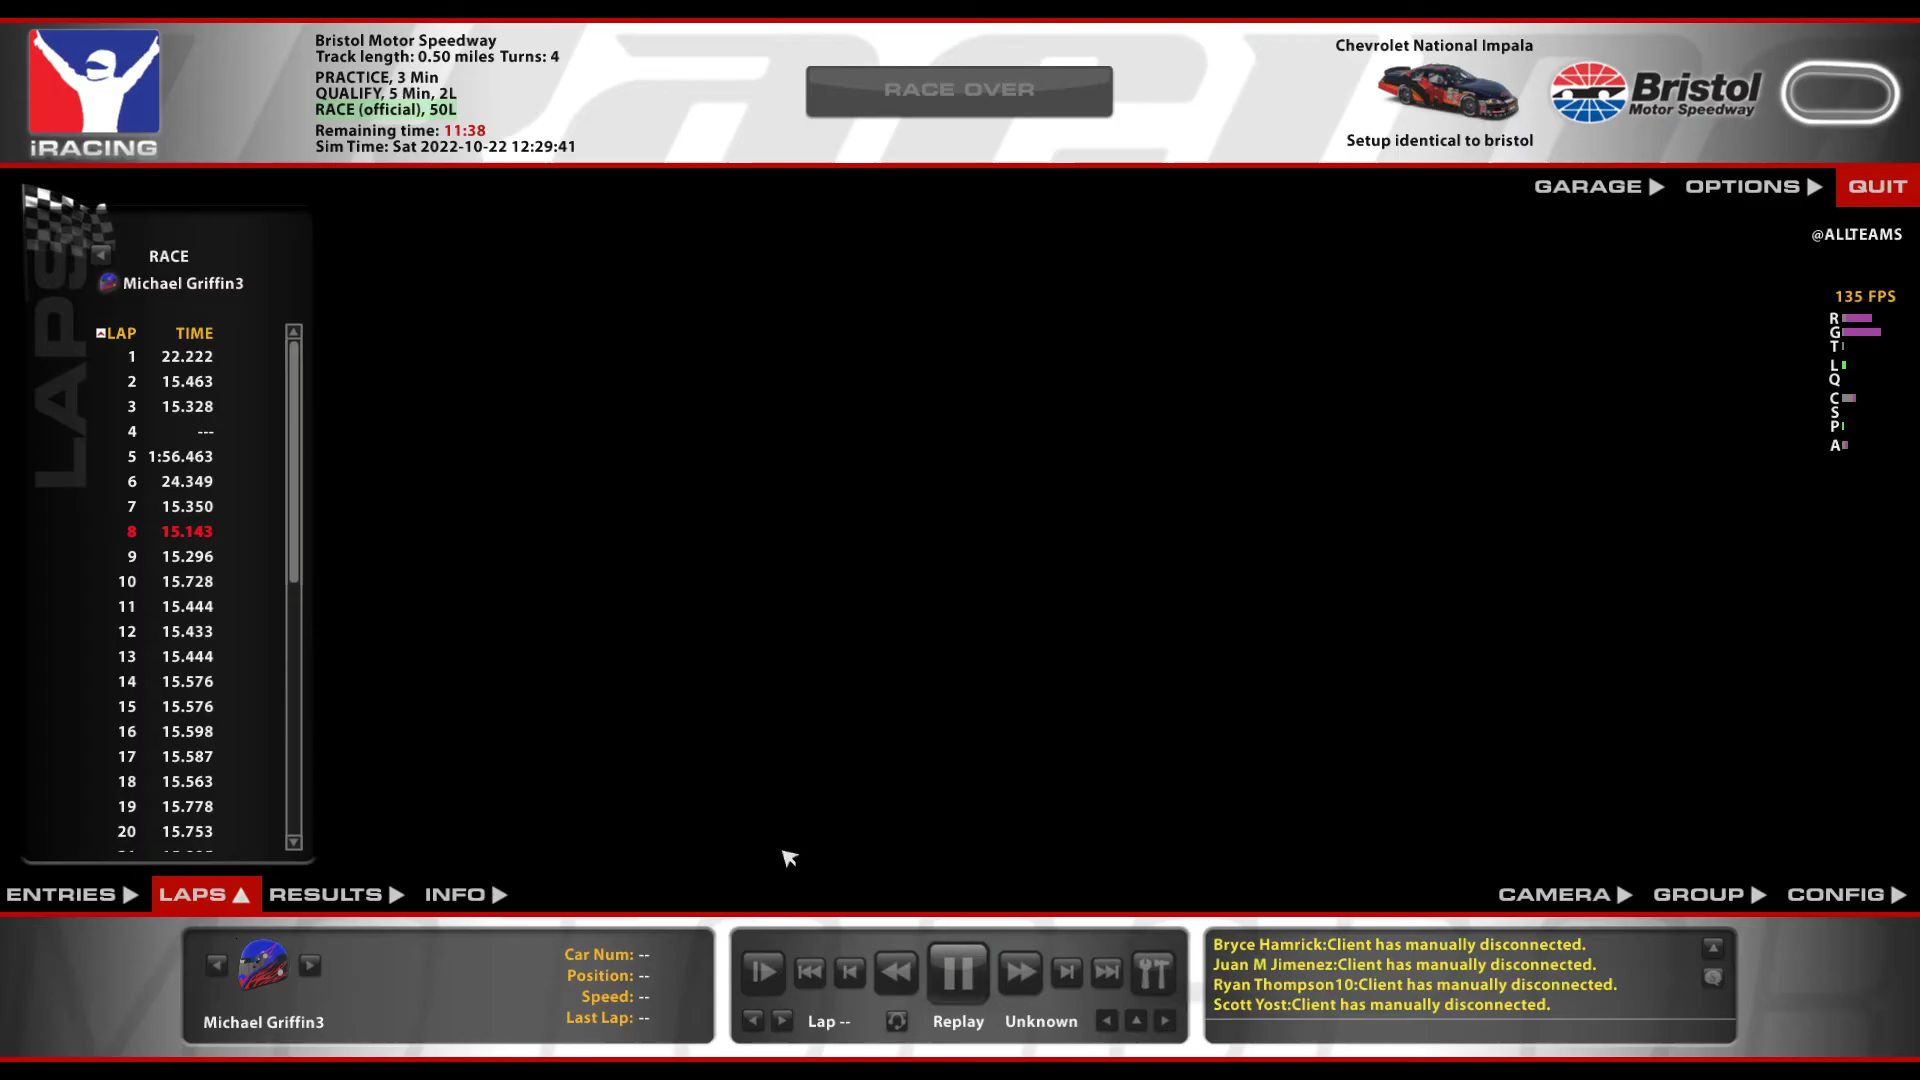 Bristol Motor Speedway
Track length: 0.50 miles Turns: 4
PRACTICE, 3 Min
QUALIFY, 5 Min, 2L
RACE (official), 50L
Remaining time: 11:38
Sim Time: Sat 2022-10-22 12:29:41
iRACING
RACE OVER
Chevrolet National Impala
Setup identical to bristol
Bristol
Motor Speedway
GARAGE
OPTIONS
QUIT
@ALLTEAMS
135 FPS
R
G
T
L
Q
C
S
P
A
LAPS
RACE
Michael Griffin3
LAP TIME
1 22.222
2 15.463
3 15.328
4 ---
5 1:56.463
6 24.349
7 15.350
8 15.143
9 15.296
10 15.728
11 15.444
12 15.433
13 15.444
14 15.576
15 15.576
16 15.598
17 15.587
18 15.563
19 15.778
20 15.753
ENTRIES
LAPS
RESULTS
INFO
CAMERA
GROUP
CONFIG
Michael Griffin3
Car Num: --
Position: --
Speed: --
Last Lap: --
Lap --
Replay
Unknown
Bryce Hamrick:Client has manually disconnected.
Juan M Jimenez:Client has manually disconnected.
Ryan Thompson10:Client has manually disconnected.
Scott Yost:Client has manually disconnected.